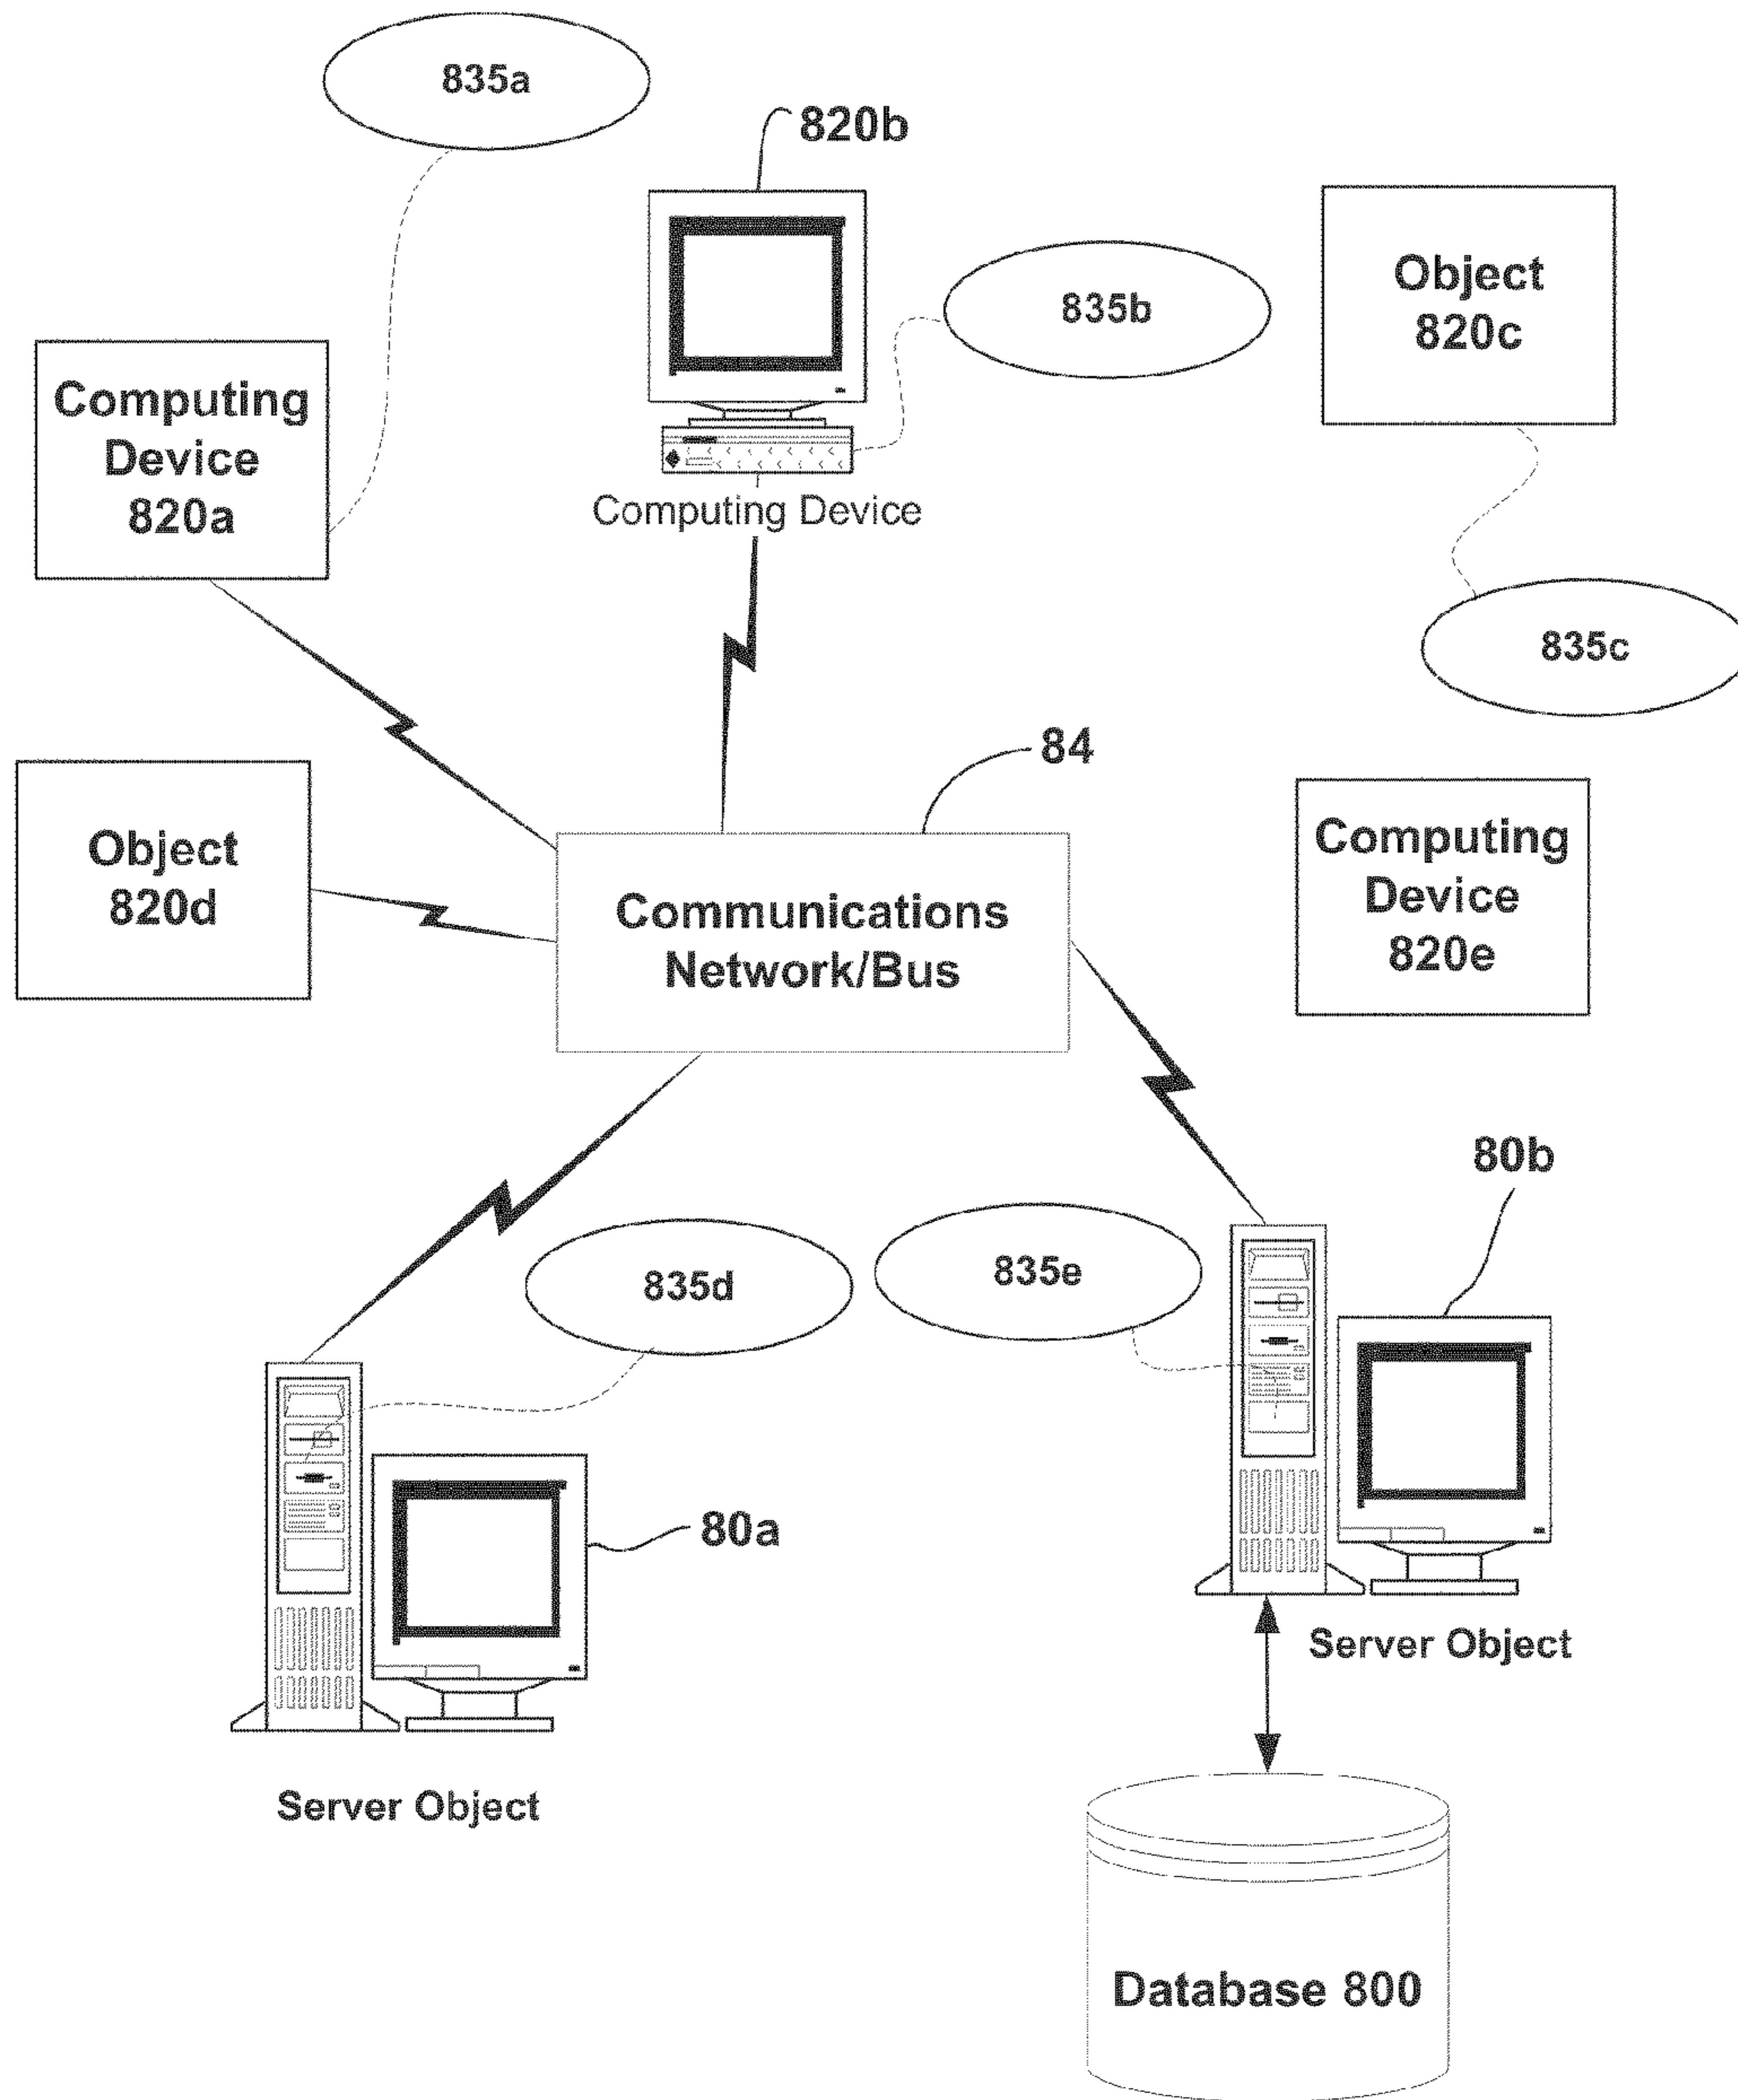 835a
820b
835b
Object
820c
Computing
Device
820a
Computing Device
835c
84
Object
820d
Communications
Network/Bus
Computing
Device
820e
80b
835d
835e
80a
Server Object
Server Object
Database 800